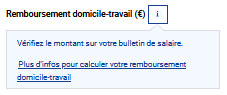 Remboursement domicile-travail (€) i
Vérifiez le montant sur votre bulletin de salaire.
Plus d'infos pour calculer votre remboursement
domicile-travail